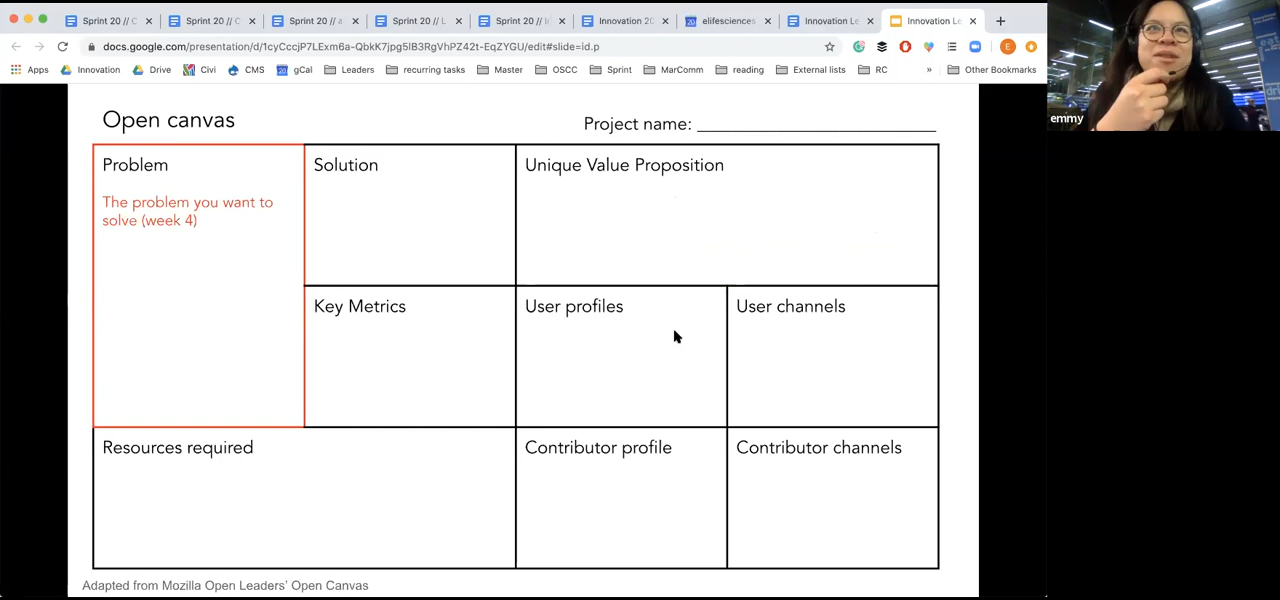 Sprint 20 // C
Sprint 20 // C
Sprint 20 // a
Sprint 20 // L
Sprint 20 // I
Innovation 20
elifesciences
Innovation Le
Innovation Le
docs.google.com/presentation/d/1cyCccjP7LExm6a-QbkK7jpg5IB3RgVhPZ42t-EqZYGU/edit#slide=id.p
E
Apps
Innovation
Drive
Civi
CMS
gCal
Leaders
recurring tasks
Master
OSCC
Sprint
MarComm
reading
External lists
RC
»
Other Bookmarks
emmy
Open canvas
Project name: ________________________
Problem
The problem you want to
solve (week 4)
Solution
Unique Value Proposition
Key Metrics
User profiles
User channels
Resources required
Contributor profile
Contributor channels
Adapted from Mozilla Open Leaders' Open Canvas